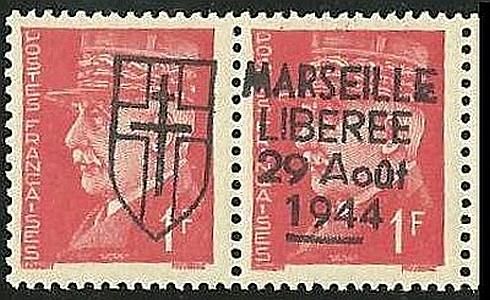 POSTES FRANÇAISES
1F
POSTES FRANÇAISES
MARSEILLE
LIBEREE
29 Août
1944
1F